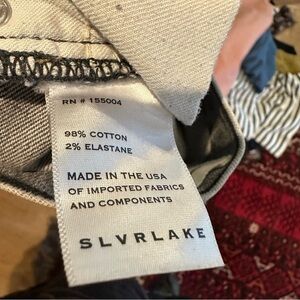 RN # 155004
98% COTTON
2% ELASTANE
MADE IN THE USA
OF IMPORTED FABRICS
AND COMPONENTS
SLVRLAKE